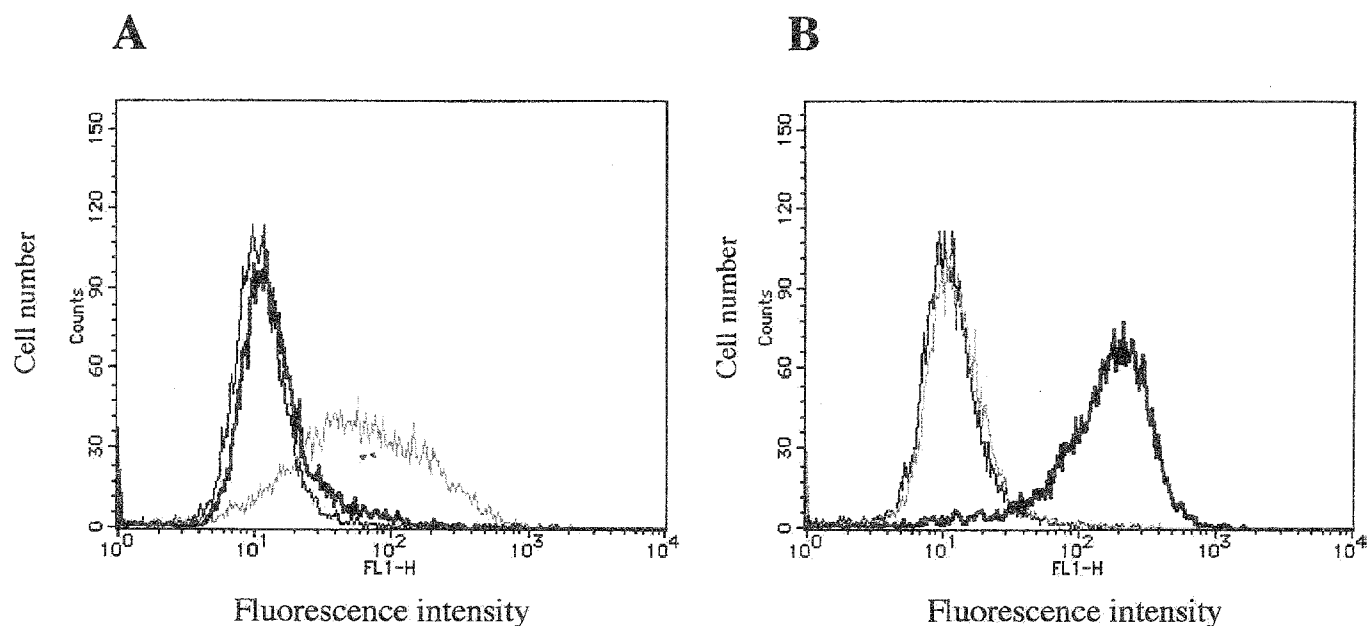 A
B
150
120
90
60
30
0
Counts
Cell number
10^0
10^1
10^2
10^3
10^4
FL1-H
Fluorescence intensity
150
120
90
60
30
0
Counts
Cell number
10^0
10^1
10^2
10^3
10^4
FL1-H
Fluorescence intensity